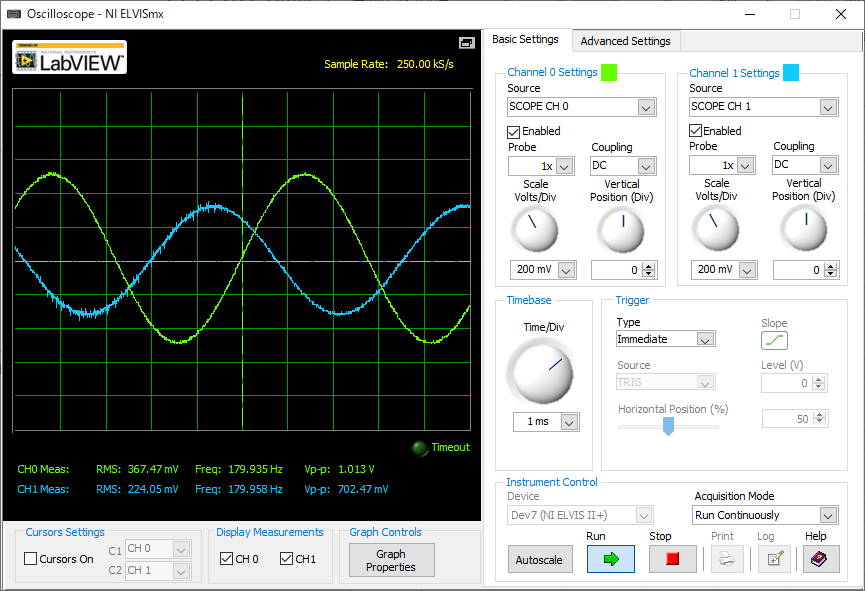 Oscilloscope - NI ELVISmx
POWERED BY
NATIONAL INSTRUMENTS
LabVIEW™
Sample Rate: 250.00 kS/s
Timeout
CH0 Meas: RMS: 367.47 mV Freq: 179.935 Hz Vp-p: 1.013 V
CH1 Meas: RMS: 224.05 mV Freq: 179.958 Hz Vp-p: 702.47 mV
Cursors Settings
Cursors On
C1 CH 0
C2 CH 1
Display Measurements
CH 0 CH1
Graph Controls
Graph
Properties
Basic Settings Advanced Settings
Channel 0 Settings
Source
SCOPE CH 0
Enabled
Probe Coupling
1x DC
Scale
Volts/Div
Vertical
Position (Div)
200 mV 0
Channel 1 Settings
Source
SCOPE CH 1
Enabled
Probe Coupling
1x DC
Scale
Volts/Div
Vertical
Position (Div)
200 mV 0
Timebase
Time/Div
1 ms
Trigger
Type
Immediate
Slope
Source
TRIG
Level (V)
0
Horizontal Position (%)
50
Instrument Control
Device
Dev7 (NI ELVIS II+)
Acquisition Mode
Run Continuously
Autoscale
Run Stop Print Log Help